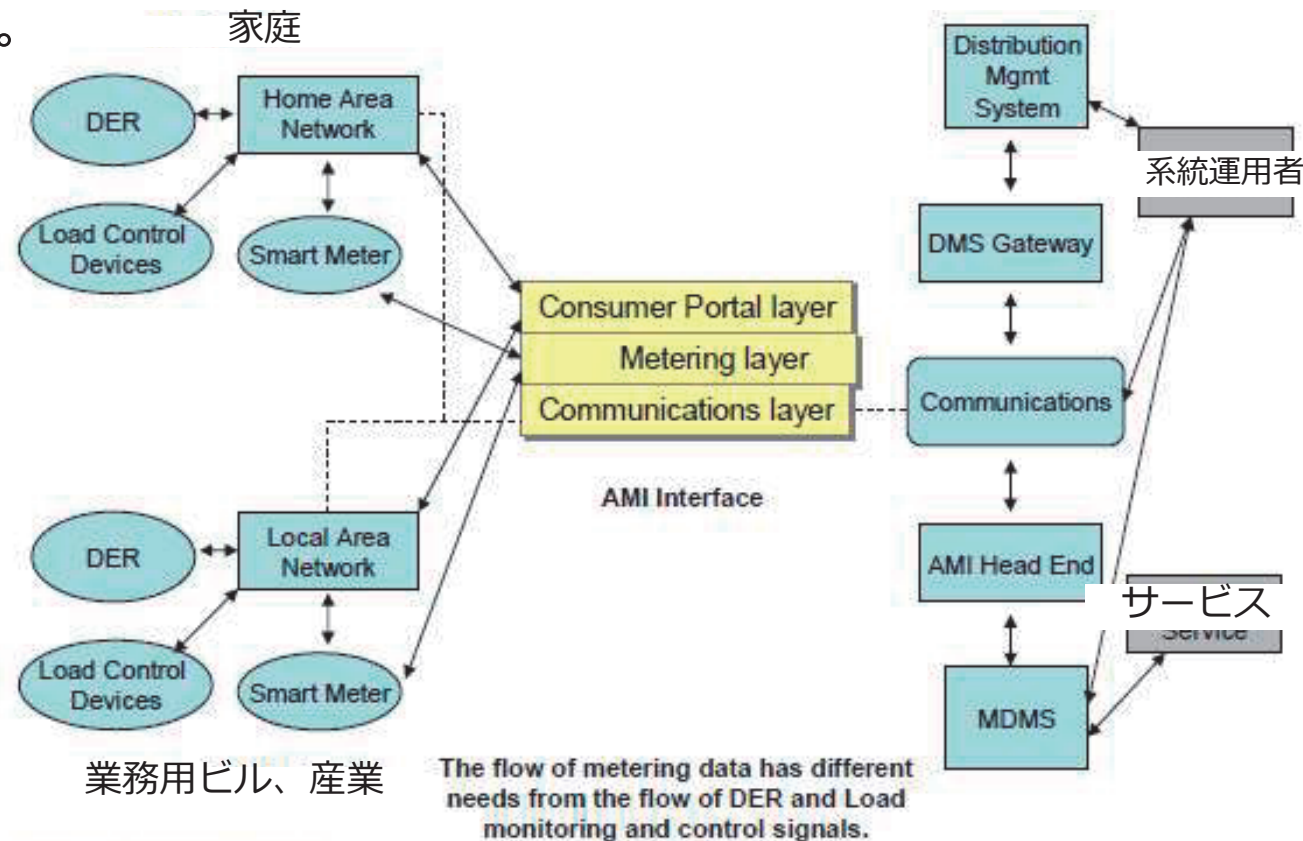 。
家庭
DER
Home Area
Network
Load Control
Devices
Smart Meter
Distribution
Mgmt
System
系統運用者
DMS Gateway
Consumer Portal layer
Metering layer
Communications layer
Communications
AMI Interface
DER
Local Area
Network
Load Control
Devices
Smart Meter
AMI Head End
サービス
Service
MDMS
業務用ビル、産業
The flow of metering data has different
needs from the flow of DER and Load
monitoring and control signals.